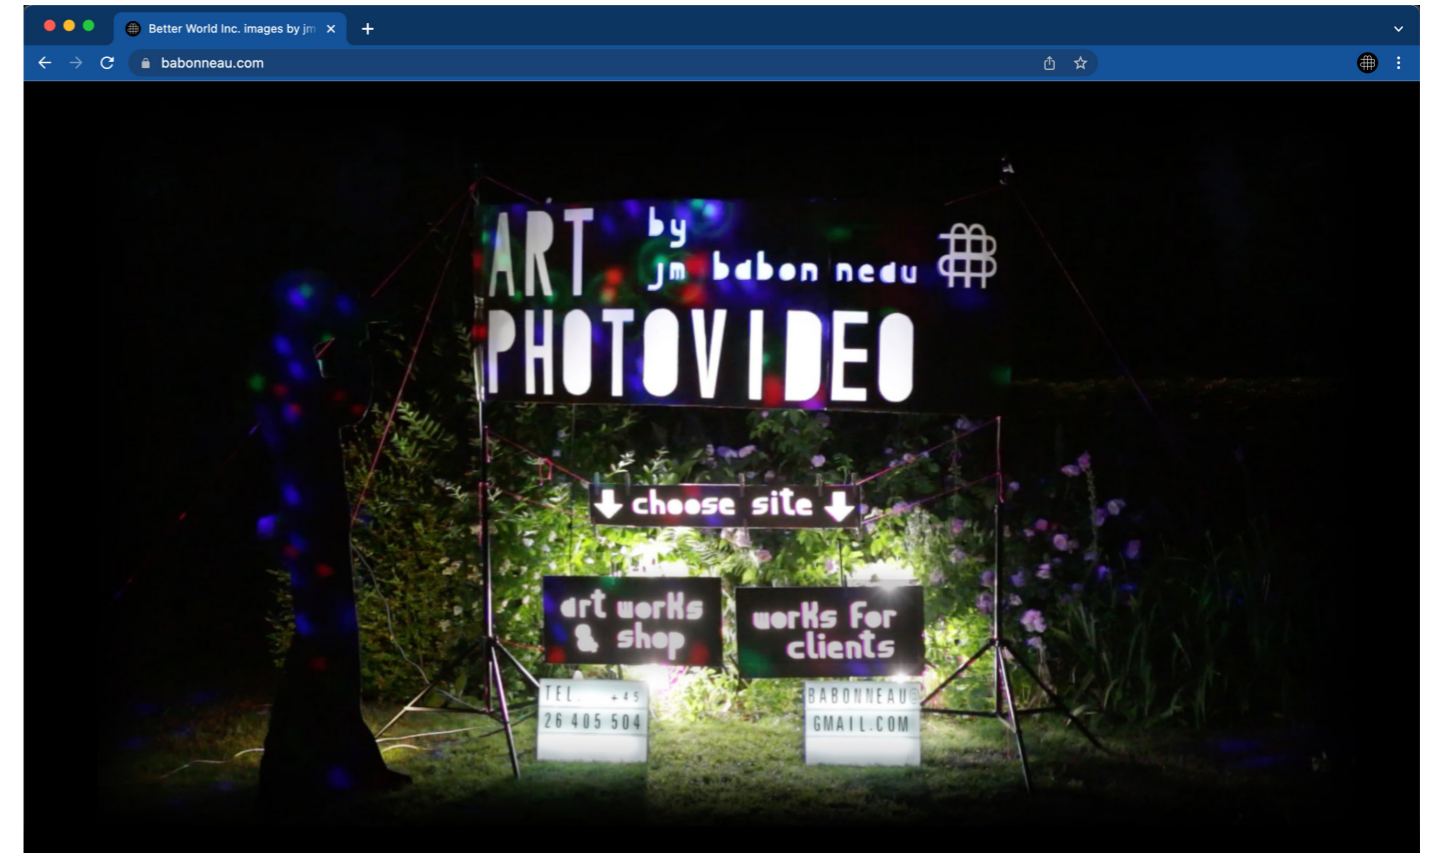 Better World Inc. images by jm
babonneau.com
ART by
jm babon neau
PHOTOVIDEO
choose site
art works
& shop
works for
clients
TEL. +45
26 405 504
BABONNEAU@
GMAIL.COM